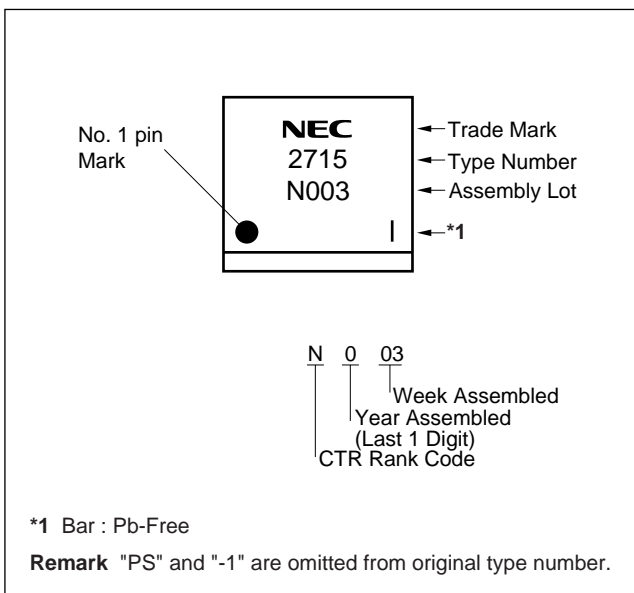 No. 1 pin
Mark
NEC
2715
N003
Trade Mark
Type Number
Assembly Lot
*1
N 0 03
Week Assembled
Year Assembled
(Last 1 Digit)
CTR Rank Code
*1 Bar : Pb-Free
Remark "PS" and "-1" are omitted from original type number.